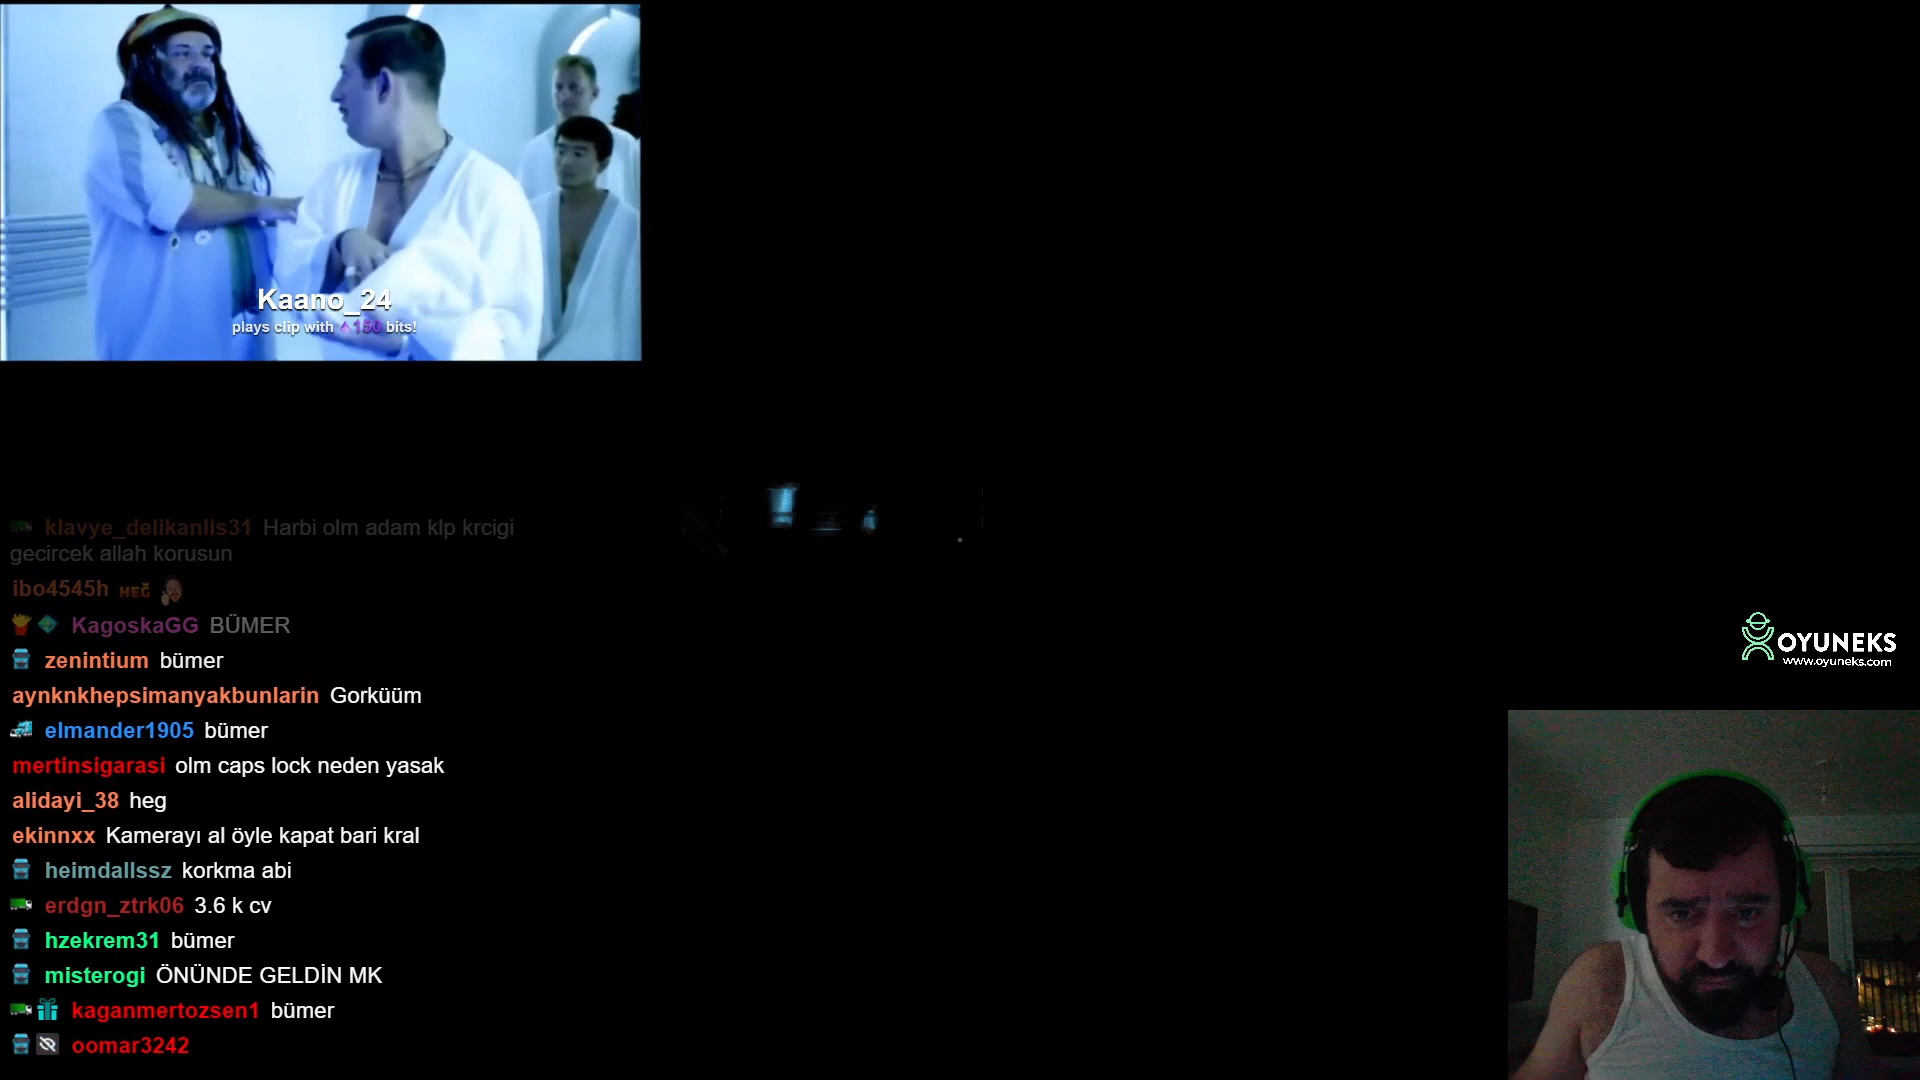 Kaano_24
plays clip with 150 bits!
klavye_delikanlis31 Harbi olm adam klp krcigi
gecircek allah korusun
ibo4545h HEĞ
KagoskaGG BÜMER
zenintium bümer
aynknkhepsimanyakbunlarin Gorküüm
elmander1905 bümer
mertinsigarasi olm caps lock neden yasak
alidayi_38 heg
ekinnxx Kamerayı al öyle kapat bari kral
heimdallssz korkma abi
erdgn_ztrk06 3.6 k cv
hzekrem31 bümer
misterogi ÖNÜNDE GELDİN MK
kaganmertozsen1 bümer
oomar3242
OYUNEKS
www.oyuneks.com